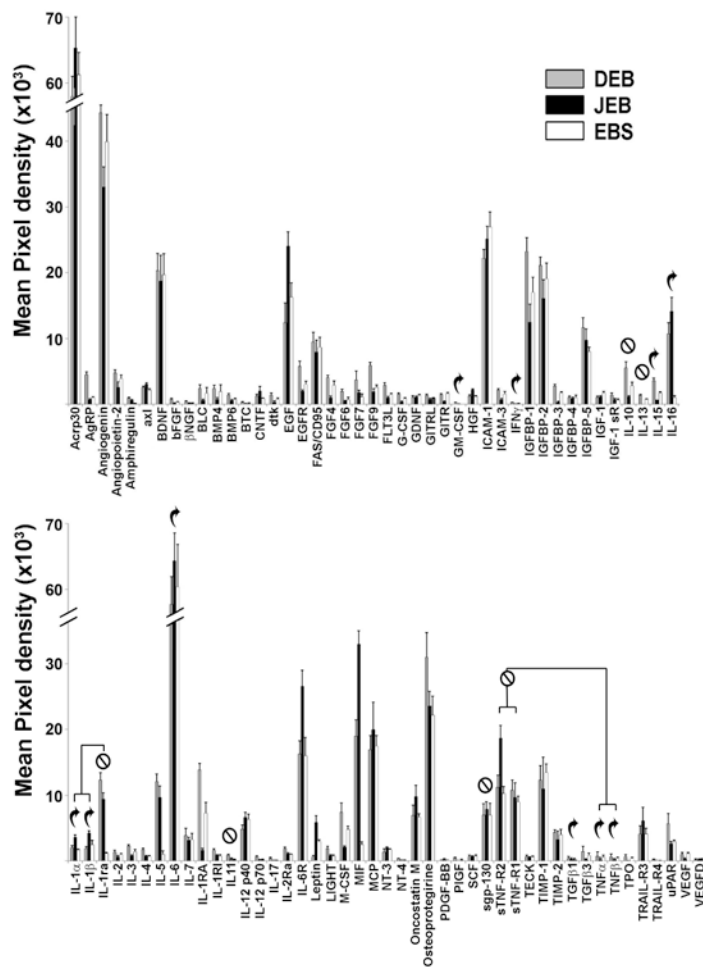 70
60
40
30
20
10
Mean Pixel density (x10³)
DEB
JEB
EBS
Acrp30
AgRP
Angiogenin
Angiopoietin-2
Amphiregulin
axl
BDNF
bFGF
βNGF
BLC
BMP4
BMP6
BTC
CNTF
dtk
EGF
EGFR
FAS/CD95
FGF4
FGF6
FGF7
FGF9
FLT3L
G-CSF
GDNF
GITRL
GITR
GM-CSF
HGF
ICAM-1
ICAM-3
IFNγ
IGFBP-1
IGFBP-2
IGFBP-3
IGFBP-4
IGFBP-5
IGF-1
IGF-1 sR
IL-10
IL-13
IL-15
IL-16
70
60
30
20
10
Mean Pixel density (x10³)
IL-1α
IL-1β
IL-1ra
IL-2
IL-3
IL-4
IL-5
IL-6
IL-7
IL-1RA
IL-1RI
IL11
IL-12 p40
IL-12 p70
IL-17
IL-2Ra
IL-6R
Leptin
LIGHT
M-CSF
MIF
MCP
NT-3
NT-4
Oncostatin M
Osteoprotegirine
PDGF-BB
PIGF
SCF
sgp-130
sTNF-R2
sTNF-R1
TECK
TIMP-1
TIMP-2
TGFβ1
TGFβ3
TNFα
TNFβ
TPO
TRAIL-R3
TRAIL-R4
uPAR
VEGF
VEGFD